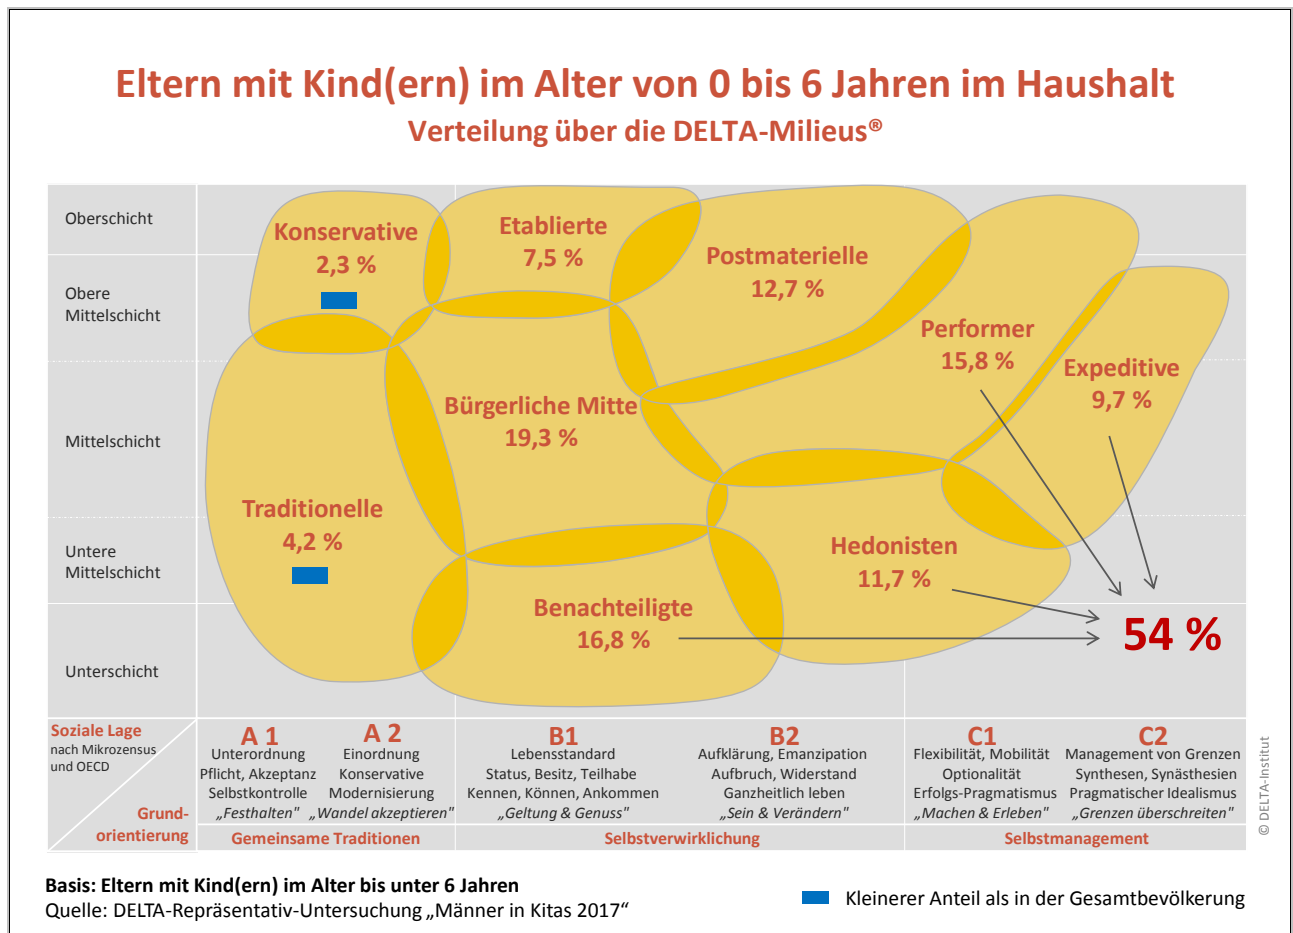 Eltern mit Kind(ern) im Alter von 0 bis 6 Jahren im Haushalt
Verteilung über die DELTA-Milieus®
Oberschicht
Obere
Mittelschicht
Mittelschicht
Untere
Mittelschicht
Unterschicht
Konservative
2,3 %
Etablierte
7,5 %
Postmaterielle
12,7 %
Performer
15,8 %
Expeditive
9,7 %
Bürgerliche Mitte
19,3 %
Traditionelle
4,2 %
Hedonisten
11,7 %
Benachteiligte
16,8 %
54 %
Soziale Lage
nach Mikrozensus
und OECD
Grund-
orientierung
A 1
Unterordnung
Pflicht, Akzeptanz
Selbstkontrolle
„Festhalten"
A 2
Einordnung
Konservative
Modernisierung
„Wandel akzeptieren"
B1
Lebensstandard
Status, Besitz, Teilhabe
Kennen, Können, Ankommen
„Geltung & Genuss"
B2
Aufklärung, Emanzipation
Aufbruch, Widerstand
Ganzheitlich leben
„Sein & Verändern"
C1
Flexibilität, Mobilität
Optionalität
Erfolgs-Pragmatismus
„Machen & Erleben"
C2
Management von Grenzen
Synthesen, Synästhesien
Pragmatischer Idealismus
„Grenzen überschreiten"
Gemeinsame Traditionen
Selbstverwirklichung
Selbstmanagement
© DELTA-Institut
Basis: Eltern mit Kind(ern) im Alter bis unter 6 Jahren
Quelle: DELTA-Repräsentativ-Untersuchung „Männer in Kitas 2017“
Kleinerer Anteil als in der Gesamtbevölkerung